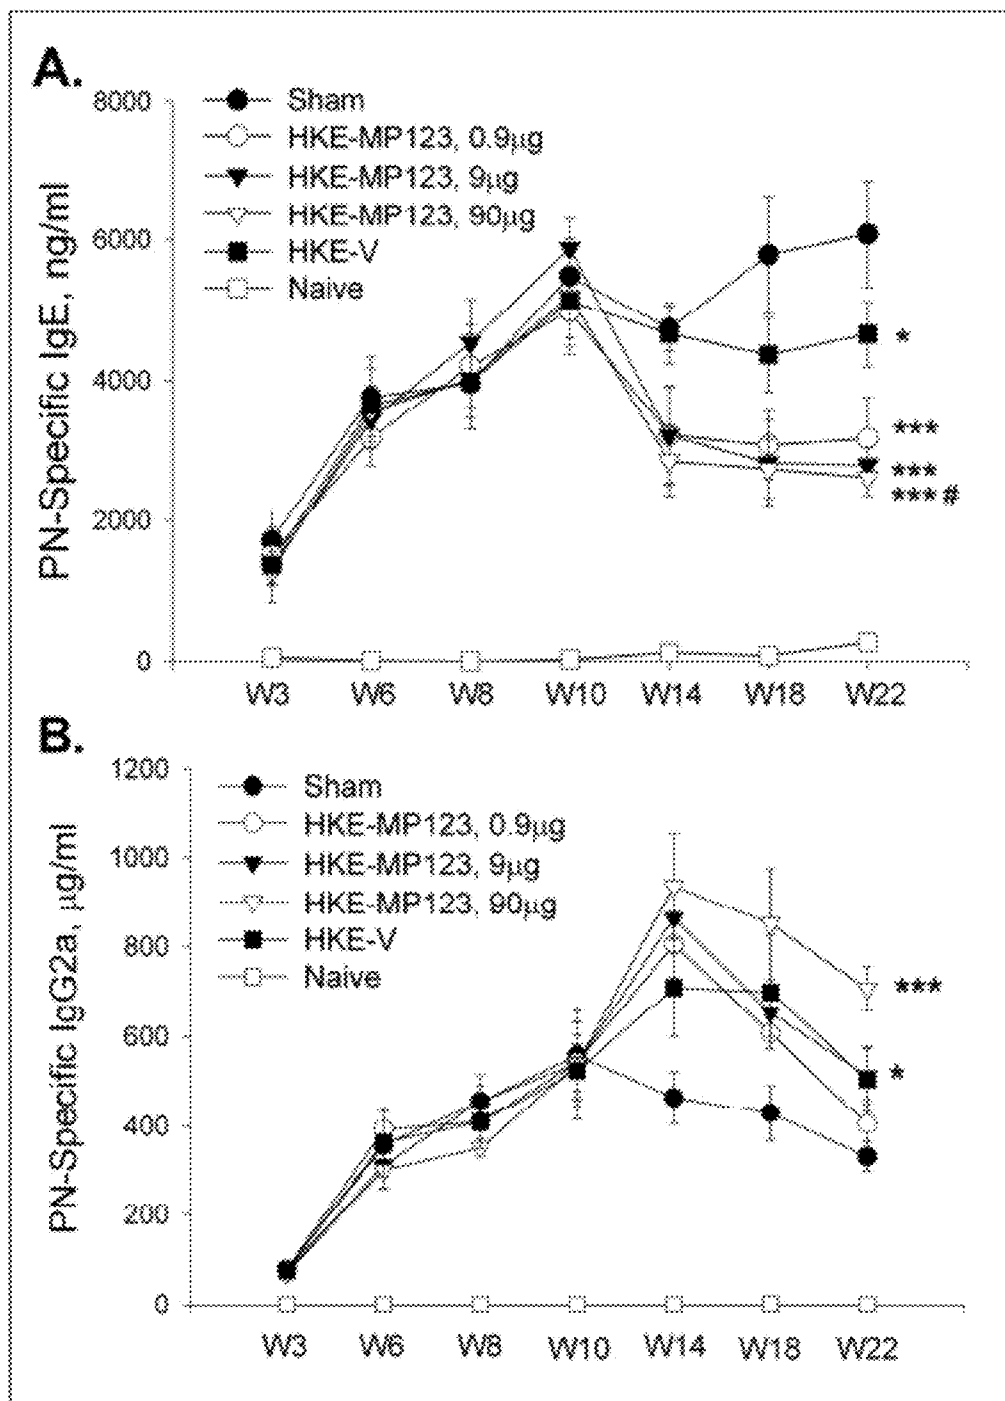 A.
PN-Specific IgE, ng/ml
8000
6000
4000
2000
0
Sham
HKE-MP123, 0.9µg
HKE-MP123, 9µg
HKE-MP123, 90µg
HKE-V
Naive
*
***
***
*** #
W3 W6 W8 W10 W14 W18 W22
B.
PN-Specific IgG2a, µg/ml
1200
1000
800
600
400
200
0
Sham
HKE-MP123, 0.9µg
HKE-MP123, 9µg
HKE-MP123, 90µg
HKE-V
Naive
***
*
W3 W6 W8 W10 W14 W18 W22